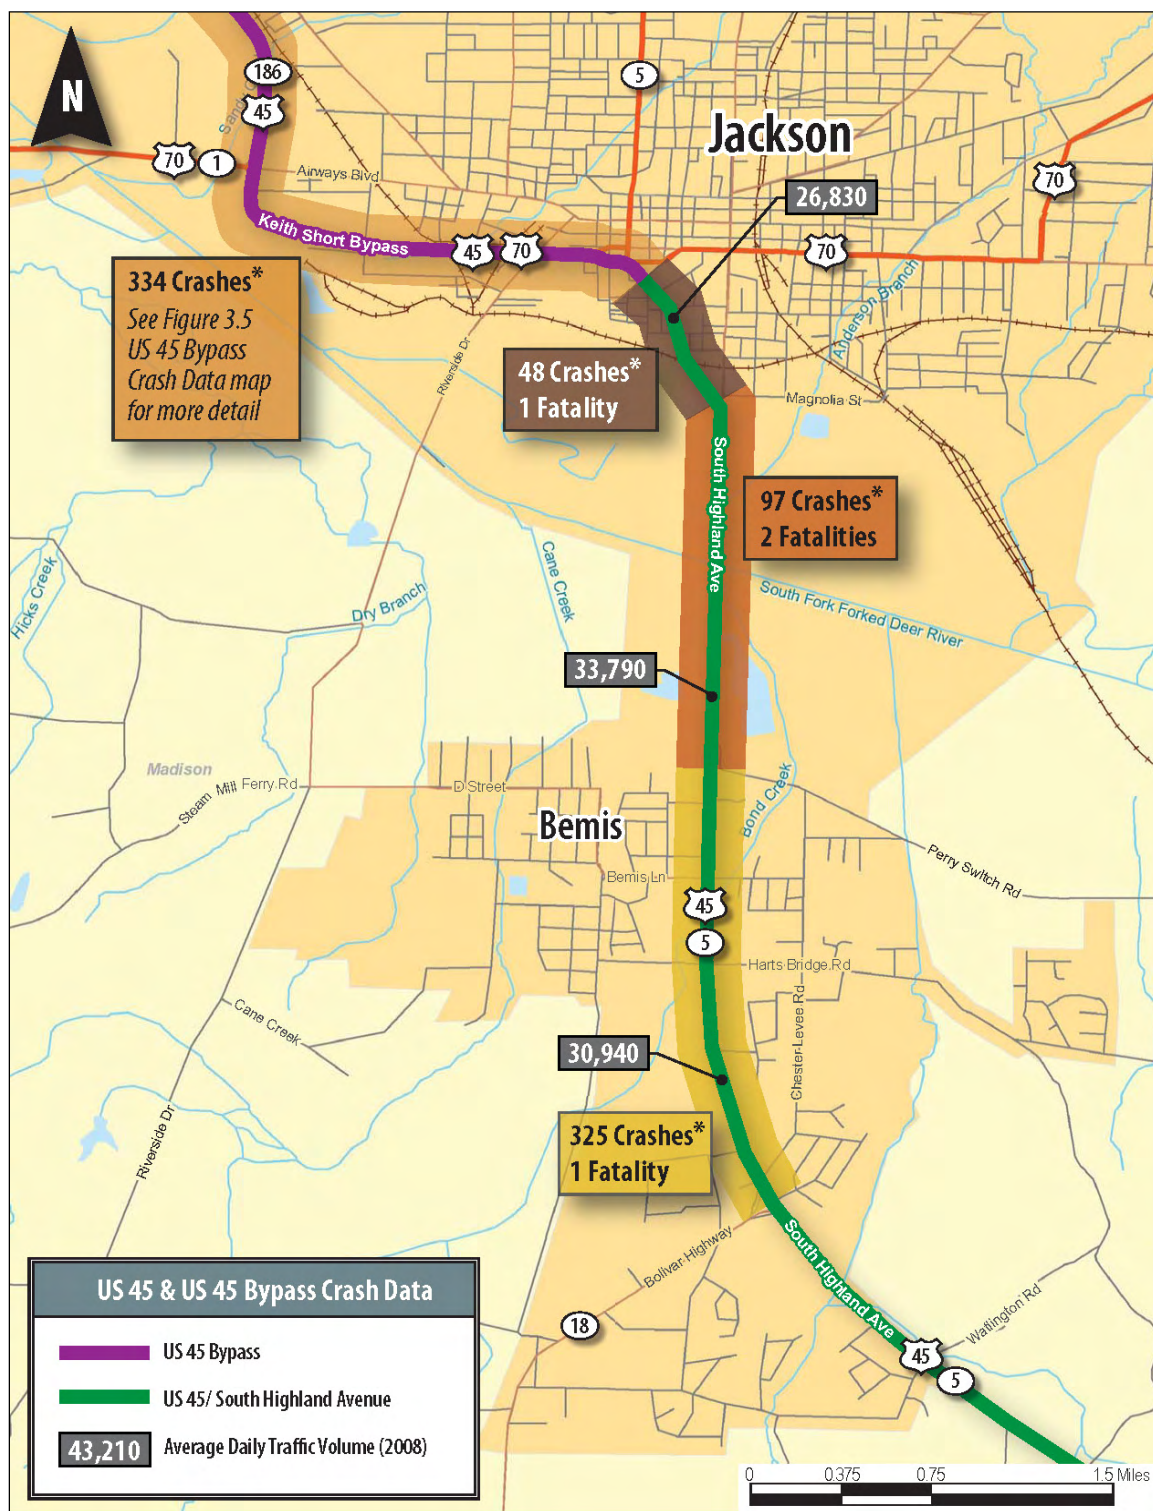 N
186
45
5
Jackson
70
1
Airways Blvd
70
26,830
Keith Short Bypass
45
70
70
334 Crashes*
See Figure 3.5
US 45 Bypass
Crash Data map
for more detail
Anderson Branch
Riverside Dr
48 Crashes*
1 Fatality
Magnolia St
South Highland Ave
97 Crashes*
2 Fatalities
Hicks Creek
Cane Creek
Dry Branch
South Fork Forked Deer River
33,790
Madison
Steam Mill Ferry Rd
D Street
Bemis
Bond Creek
Perry Switch Rd
Bemis Ln
45
5
Harts Bridge Rd
Cane Creek
Chester Levee Rd
30,940
Riverside Dr
325 Crashes*
1 Fatality
Bolivar Highway
South Highland Ave
Watlington Rd
18
45
5
US 45 & US 45 Bypass Crash Data
US 45 Bypass
US 45/ South Highland Avenue
43,210 Average Daily Traffic Volume (2008)
0 0.375 0.75 1.5 Miles